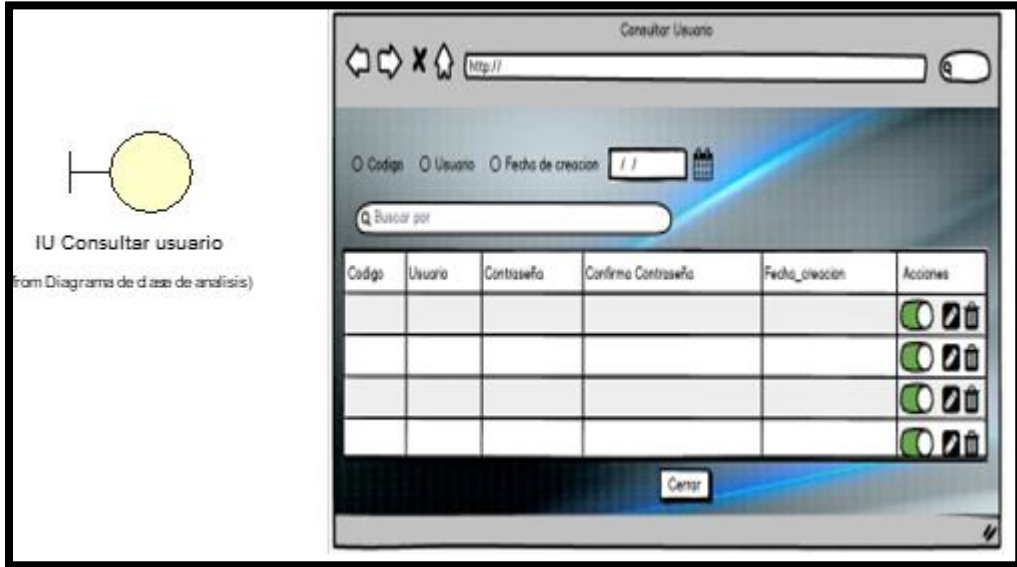 Consultar Usuario
http://
Codigo Usuario Fecha de creacion / /
Buscar por
IU Consultar usuario
from Diagrama de clase de analisis)
Codigo Usuario Contraseña Confirma Contraseña Fecha_creacion Acciones
Cerrar